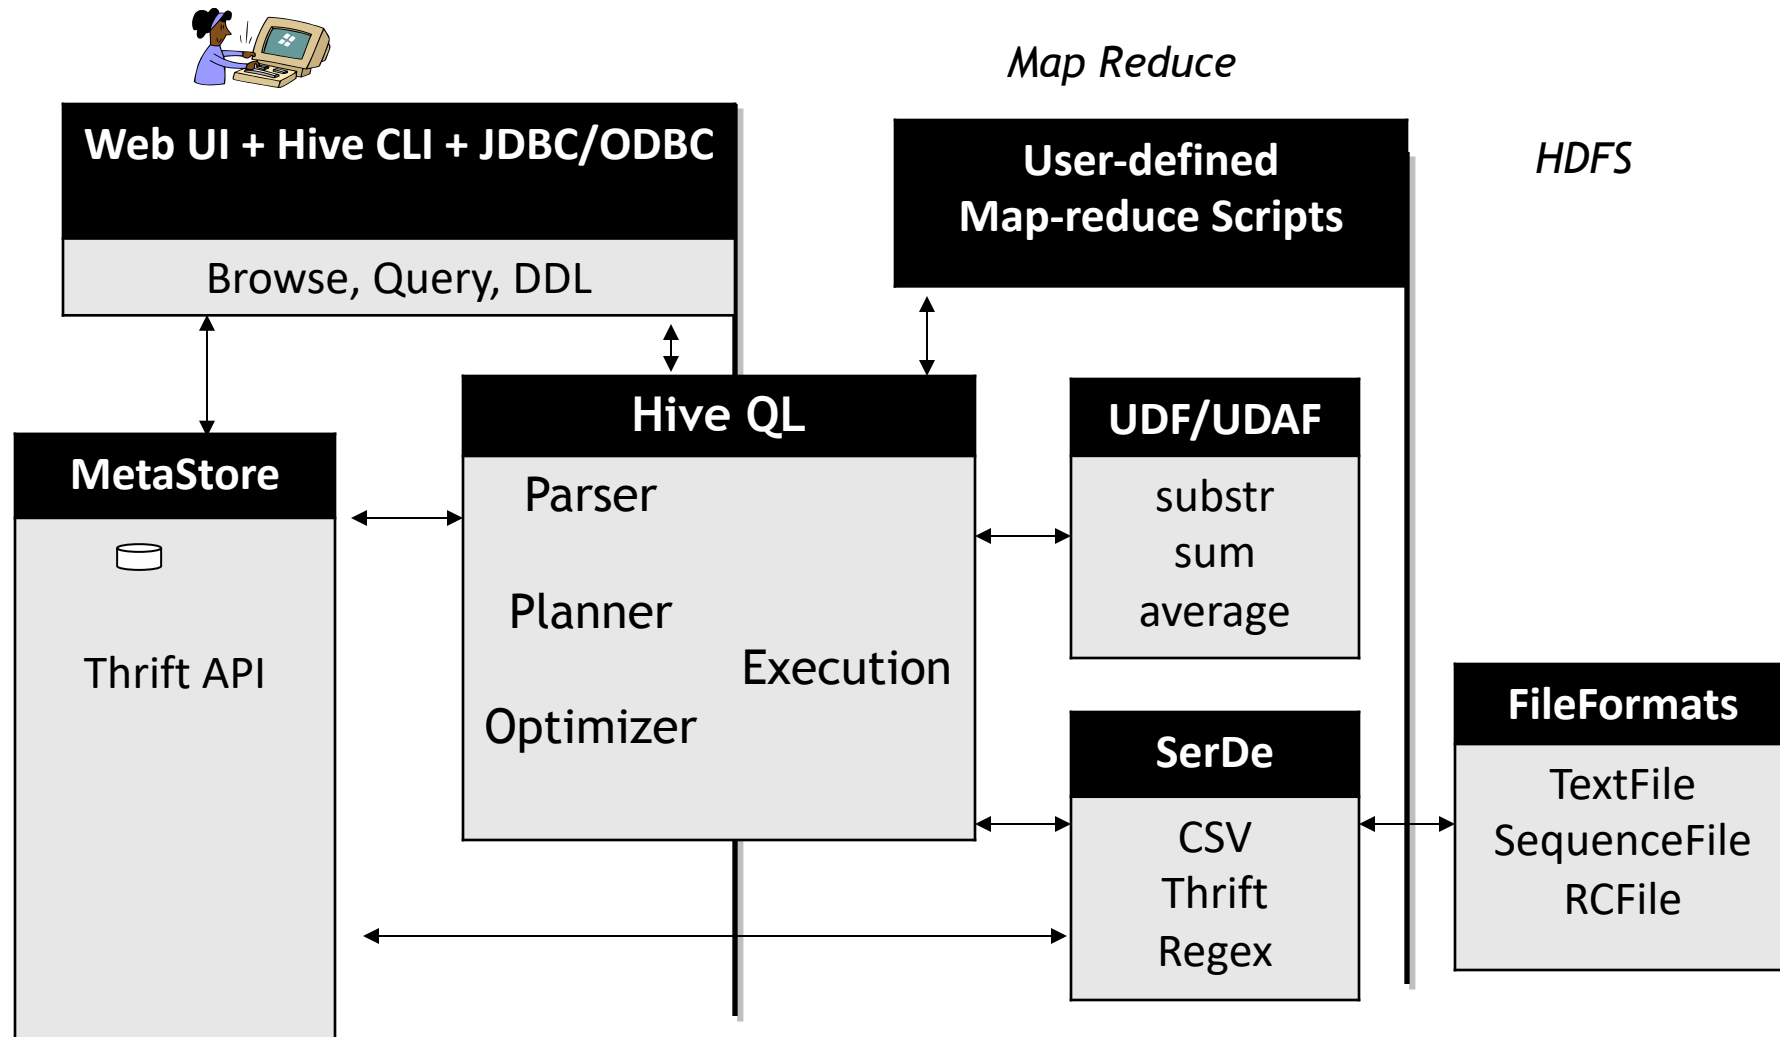 Map Reduce
Web UI + Hive CLI + JDBC/ODBC
User-defined
Map-reduce Scripts
HDFS
Browse, Query, DDL
Hive QL
Parser
Planner
Execution
Optimizer
UDF/UDAF
substr
sum
average
MetaStore
Thrift API
SerDe
CSV
Thrift
Regex
FileFormats
TextFile
SequenceFile
RCFile